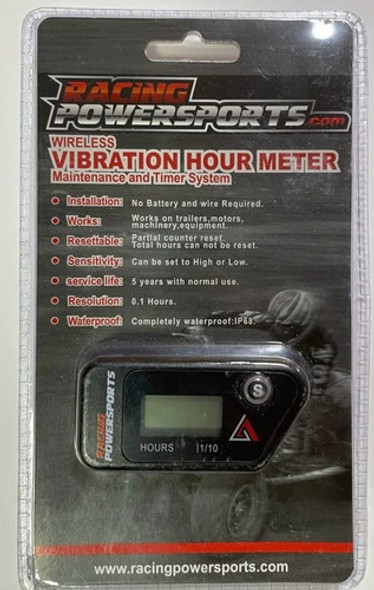 RACING
POWERSPORTS.com
WIRELESS
VIBRATION HOUR METER
Maintenance and Timer System
Installation: No Battery and wire Required.
Works: Works on trailers,motors,
machinery,equipment.
Resettable: Partial counter reset.
Total hours can not be reset.
Sensitivity: Can be set to High or Low.
service life: 5 years with normal use.
Resolution: 0.1 Hours.
Waterproof: Completely waterproof:IP68.
RACING
POWERSPORTS
S
HOURS 1/10
www.racingpowersports.com